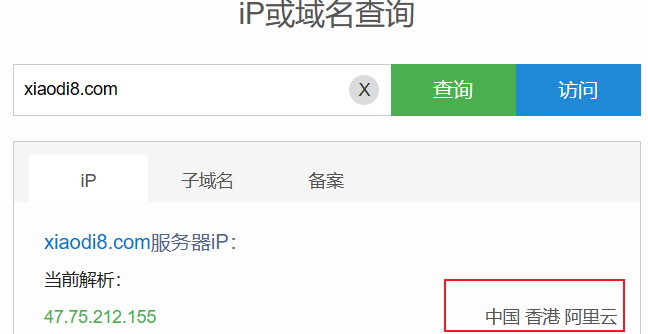 iP或域名查询
xiaodi8.com X 查询 访问
iP 子域名 备案
xiaodi8.com服务器iP：
当前解析：
47.75.212.155 中国 香港 阿里云